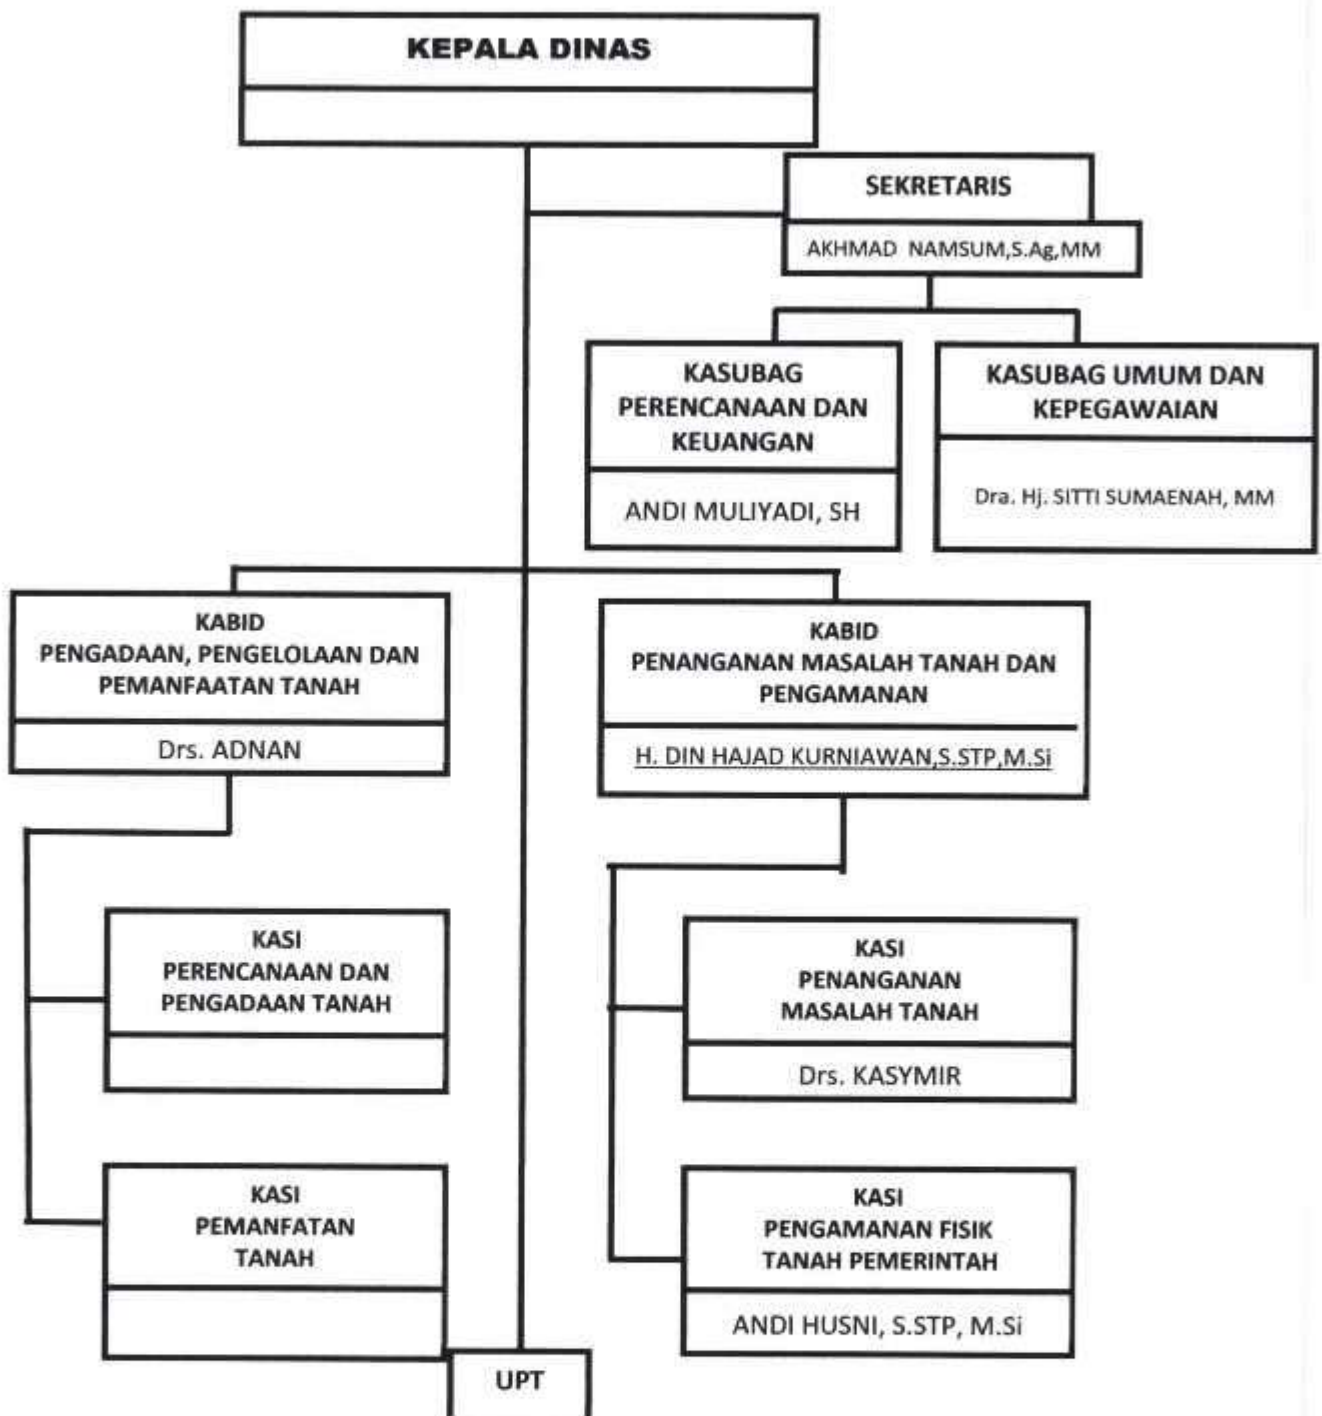 KEPALA DINAS
SEKRETARIS
AKHMAD NAMSUM,S.Ag,MM
KASUBAG
PERENCANAAN DAN
KEUANGAN
ANDI MULIYADI, SH
KASUBAG UMUM DAN
KEPEGAWAIAN
Dra. Hj. SITTI SUMAENAH, MM
KABID
PENGADAAN, PENGELOLAAN DAN
PEMANFAATAN TANAH
Drs. ADNAN
KABID
PENANGANAN MASALAH TANAH DAN
PENGAMANAN
H. DIN HAJAD KURNIAWAN,S.STP,M.Si
KASI
PERENCANAAN DAN
PENGADAAN TANAH
KASI
PENANGANAN
MASALAH TANAH
Drs. KASYMIR
KASI
PEMANFATAN
TANAH
KASI
PENGAMANAN FISIK
TANAH PEMERINTAH
ANDI HUSNI, S.STP, M.Si
UPT